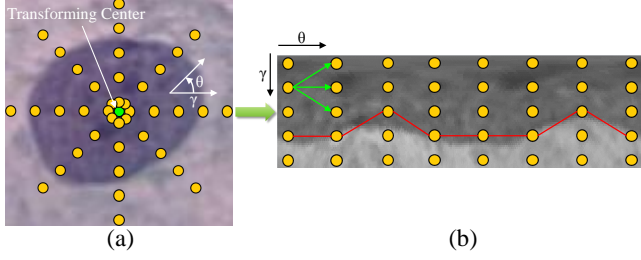 Transforming Center
θ
γ
θ
γ
(a)
(b)